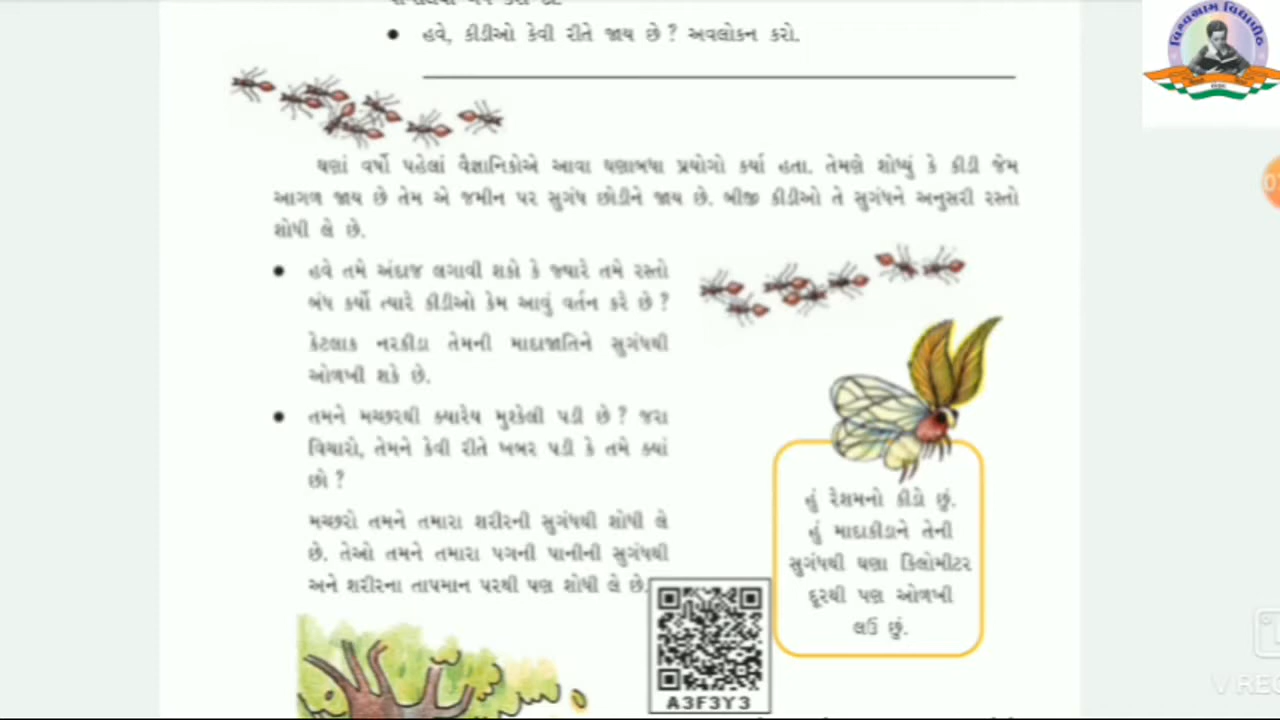 હવે, કીડીઓ કેવી રીતે જાય છે ? અવલોકન કરો.
ઘણાં વર્ષો પહેલાં વૈજ્ઞાનિકોએ આવા ઘણાબધા પ્રયોગો કર્યા હતા. તેમણે શોધ્યું કે કીડી જેમ
આગળ જાય છે તેમ એ જમીન પર સુગંધ છોડીને જાય છે. બીજી કીડીઓ તે સુગંધને અનુસરી રસ્તો
શોધી લે છે.
હવે તમે અંદાજ લગાવી શકો કે જ્યારે તમે રસ્તો
બંધ કર્યો ત્યારે કીડીઓ કેમ આવું વર્તન કરે છે ?
કેટલાક નરકીડા તેમની માદાજાતિને સુગંધથી
ઓળખી શકે છે.
તમને મચ્છરથી ક્યારેય મુશ્કેલી પડી છે ? જરા
વિચારો, તેમને કેવી રીતે ખબર પડી કે તમે ક્યાં
છો ?
મચ્છરો તમને તમારા શરીરની સુગંધથી શોધી લે
છે. તેઓ તમને તમારા પગની પાનીની સુગંધથી
અને શરીરના તાપમાન પરથી પણ શોધી લે છે.
હું રેશમનો કીડો છું.
હું માદાકીડાને તેની
સુગંધથી ઘણા કિલોમીટર
દૂરથી પણ ઓળખી
લઉં છું.
A3F3Y3
વિશ્વગ્રામ વિદ્યાપીઠ
V REC